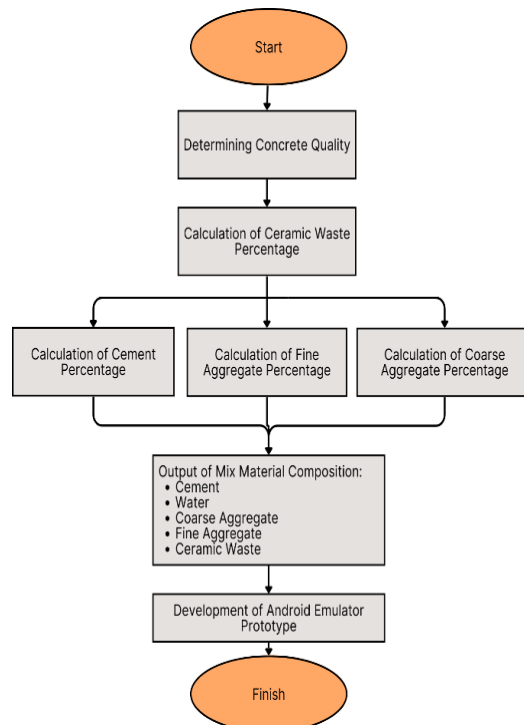 Start
Determining Concrete Quality
Calculation of Ceramic Waste
Percentage
Calculation of Cement
Percentage
Calculation of Fine
Aggregate Percentage
Calculation of Coarse
Aggregate Percentage
Output of Mix Material Composition:
• Cement
• Water
• Coarse Aggregate
• Fine Aggregate
• Ceramic Waste
Development of Android Emulator
Prototype
Finish